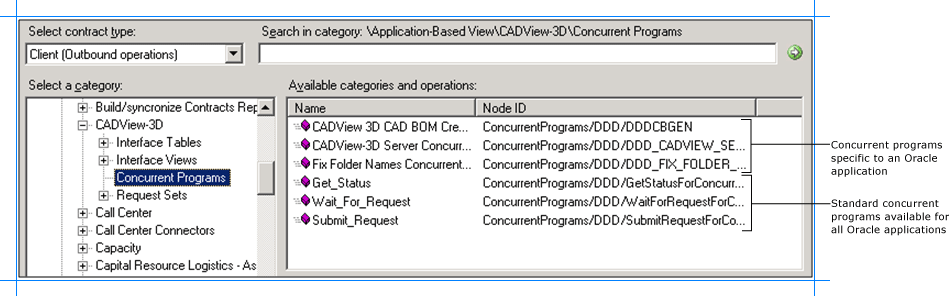 Select contract type:
Search in category: \Application-Based View\CADView-3D\Concurrent Programs
Client (Outbound operations)
Select a category:
Available categories and operations:
Build/syncronize Contracts Rep
CADView-3D
Interface Tables
Interface Views
Concurrent Programs
Request Sets
Call Center
Call Center Connectors
Capacity
Capital Resource Logistics - As
Name Node ID
CADView 3D CAD BOM Cre... ConcurrentPrograms/DDD/DDDCBGEN
CADView-3D Server Concurr... ConcurrentPrograms/DDD/DDD_CADVIEW_SE...
Fix Folder Names Concurrent... ConcurrentPrograms/DDD/DDD_FIX_FOLDER_...
Get_Status ConcurrentPrograms/DDD/GetStatusForConcurr...
Wait_For_Request ConcurrentPrograms/DDD/WaitForRequestForC...
Submit_Request ConcurrentPrograms/DDD/SubmitRequestForCo...
Concurrent programs
specific to an Oracle
application
Standard concurrent
programs available for
all Oracle applications